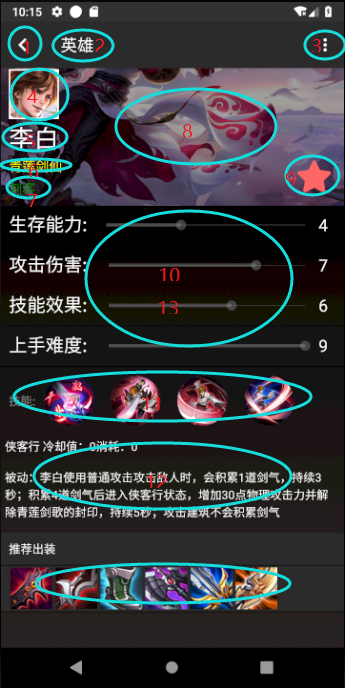 10:15
1 英雄 2 3
4
李白
5
青莲剑仙
6
刺客
7
8
9
生存能力: 4
攻击伤害: 7
10
技能效果: 6
13
上手难度: 9
技能:
侠客行 冷却值: 0消耗: 0
被动: 李白使用普通攻击攻击敌人时，会积累1道剑气，持续3
秒；积累4道剑气后进入侠客行状态，增加30点物理攻击力并解
除青莲剑歌的封印，持续5秒；攻击建筑不会积累剑气
12
推荐出装